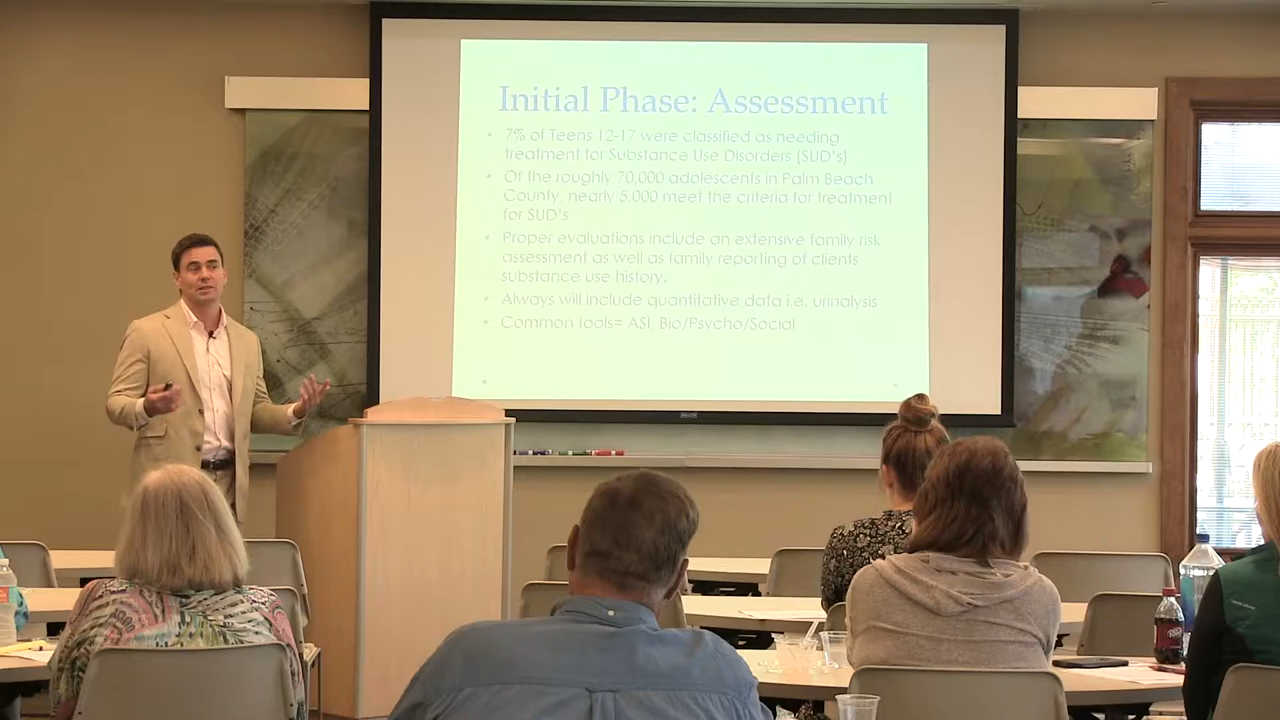 Initial Phase: Assessment
7% of Teens 12-17 were classified as needing
treatment for Substance Use Disorders (SUD's)
roughly 70,000 adolescents in Palm Beach
nearly 5,000 meet the criteria for treatment
for SUD's
Proper evaluations include an extensive family risk
assessment as well as family reporting of clients
substance use history.
Always will include quantitative data i.e. urinalysis
Common tools= ASI, Bio/Psycho/Social